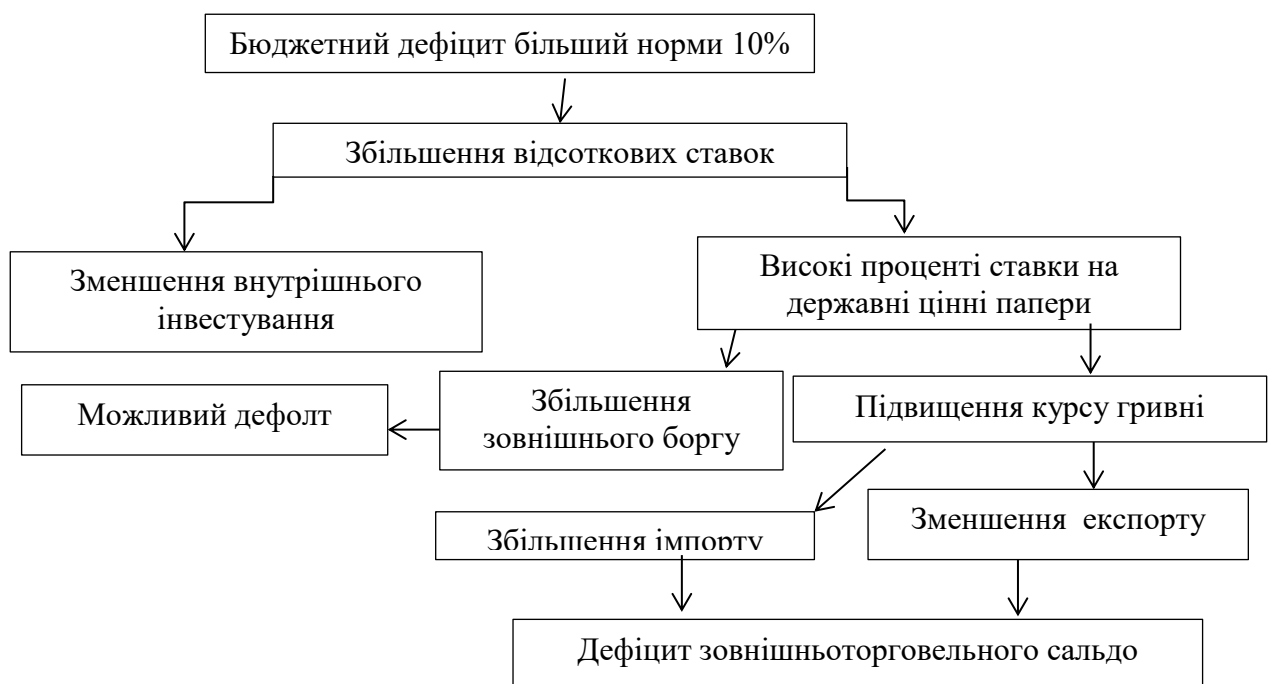 Бюджетний дефіцит більший норми 10%
Збільшення відсоткових ставок
Зменшення внутрішнього
інвестування
Високі проценті ставки на
державні цінні папери
Можливий дефолт
Збільшення
зовнішнього боргу
Підвищення курсу гривні
Збільшення імпорту
Зменшення експорту
Дефіцит зовнішньоторговельного сальдо